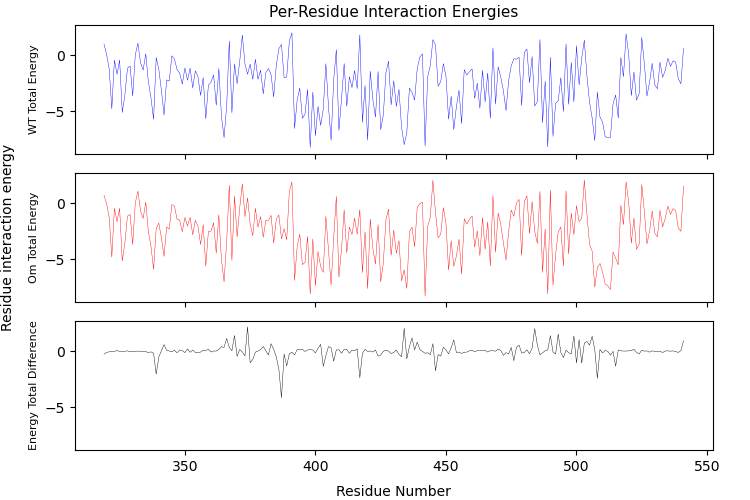 Per-Residue Interaction Energies
Residue interaction energy
WT Total Energy
0
−5
Om Total Energy
0
−5
Energy Total Difference
0
−5
350 400 450 500 550
Residue Number